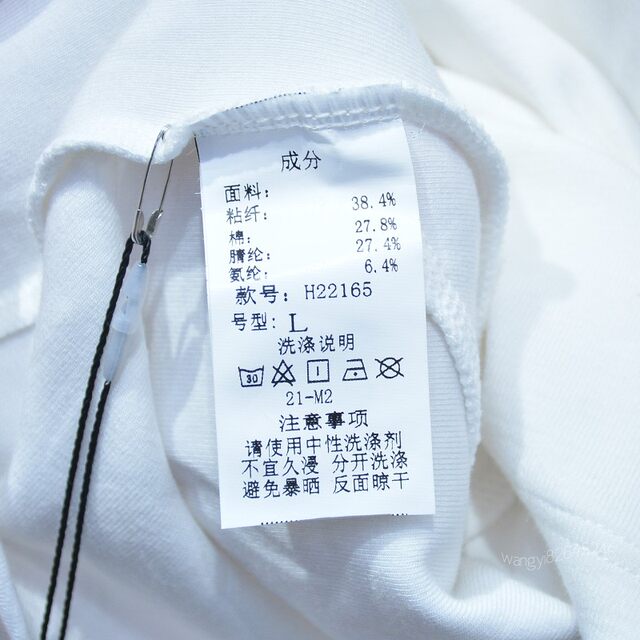 成分
面料:
粘纤: 38.4%
棉: 27.8%
腈纶: 27.4%
氨纶: 6.4%
款号: H22165
号型: L
洗涤说明
30
21-M2
注意事项
请使用中性洗涤剂
不宜久浸 分开洗涤
避免暴晒 反面晾干